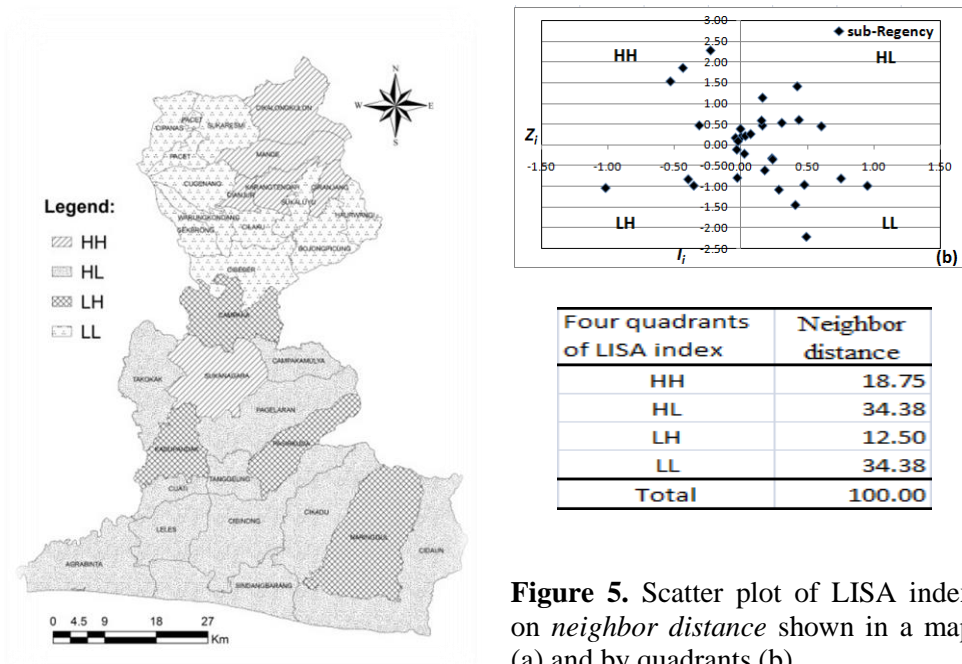 N
W
E
S
CIKALONGKULON
PACET
SUKARESMI
CIPANAS
PACET
MANDE
CUGENANG
KARANGTENGAH
CIRANJANG
CIANJUR
SUKALUYU
HAURWANGI
WARUNGKONDANG
CILAKU
GEKBRONG
BOJONGPICUNG
CIBEBER
CAMPAKA
CAMPAKAMULYA
SUKANAGARA
TAKOKAK
PAGELARAN
KADUPANDAK
TANGGEUNG
CIJATI
CIKADU
LELES
CIBINONG
NARINGGUL
CIDAUN
AGRABINTA
SINDANGBARANG
Legend:
HH
HL
LH
LL
0 4.5 9 18 27
Km
3.00
2.50
2.00
1.50
1.00
0.50
0.00
-0.50
-1.00
-1.50
-2.00
-2.50
-1.50 -1.00 -0.50 0.00 0.50 1.00 1.50
sub-Regency
HH
HL
LH
LL
Zi
Ii
(b)
Four quadrants of LISA index Neighbor distance
HH 18.75
HL 34.38
LH 12.50
LL 34.38
Total 100.00
Figure 5. Scatter plot of LISA index
on neighbor distance shown in a map
(a) and by quadrants (b)